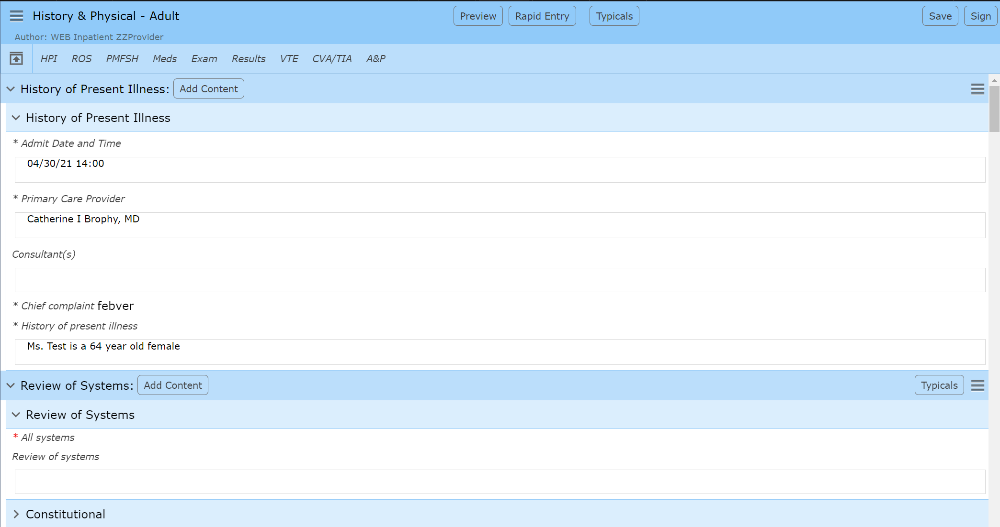 History & Physical - Adult
Preview
Rapid Entry
Typicals
Save
Sign
Author: WEB Inpatient ZZProvider
HPI
ROS
PMFSH
Meds
Exam
Results
VTE
CVA/TIA
A&P
History of Present Illness:
Add Content
History of Present Illness
* Admit Date and Time
04/30/21 14:00
* Primary Care Provider
Catherine I Brophy, MD
Consultant(s)
* Chief complaint febver
* History of present illness
Ms. Test is a 64 year old female
Review of Systems:
Add Content
Typicals
Review of Systems
* All systems
Review of systems
Constitutional